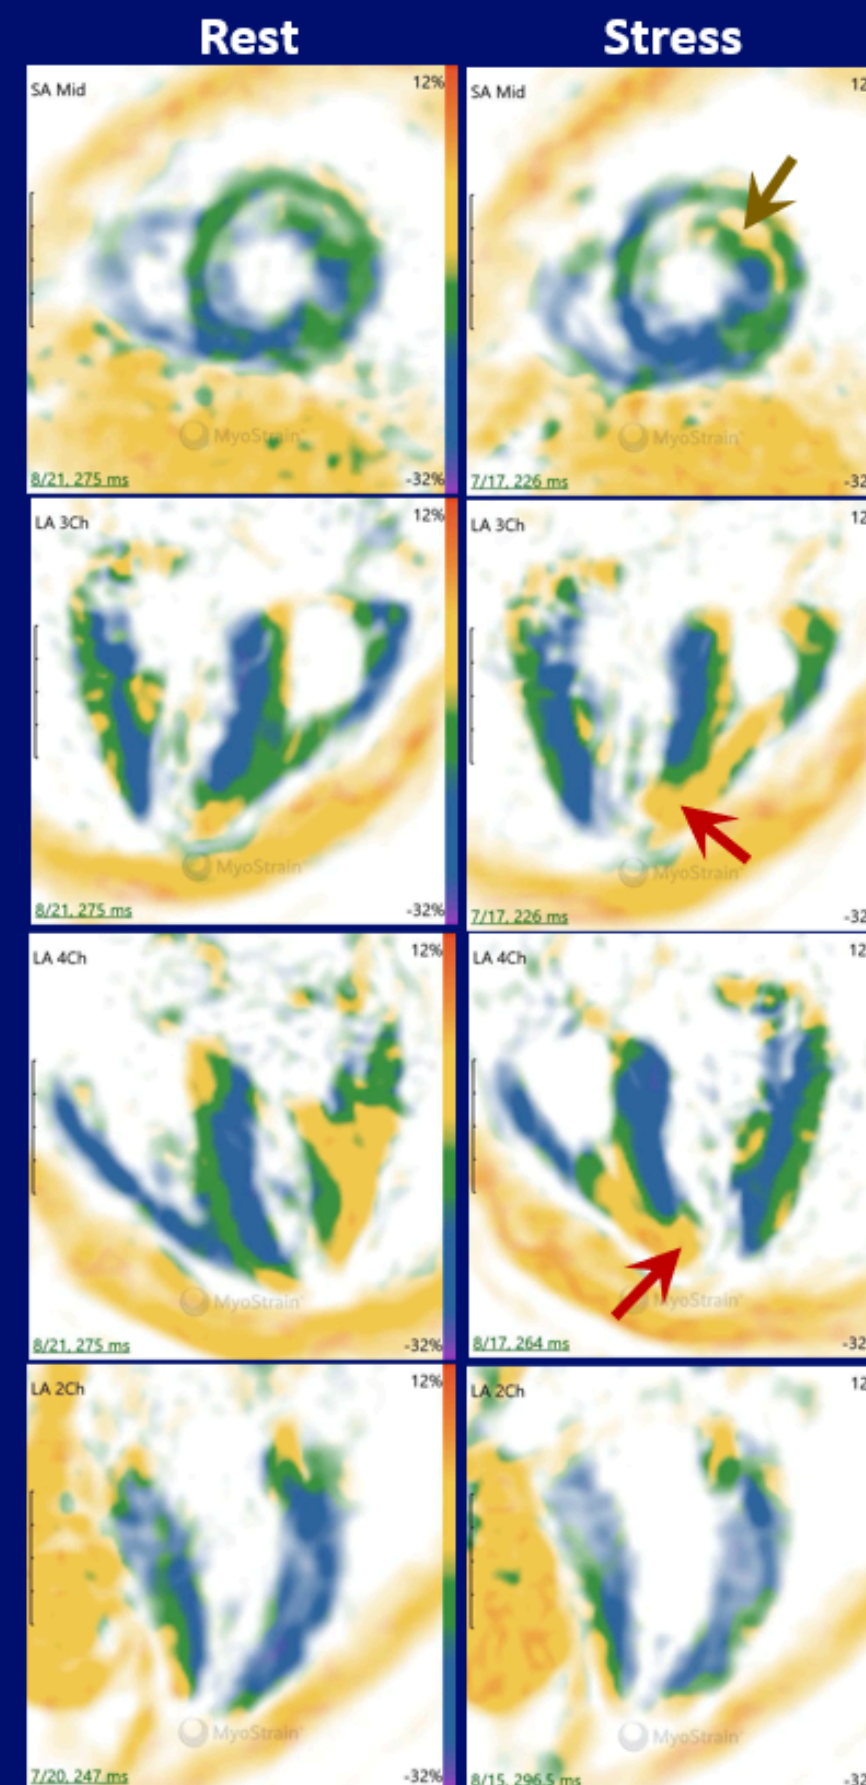 Rest Stress
SA Mid 12% SA Mid 12
MyoStrain MyoStrain
8/21, 275 ms -32% 7/17, 226 ms -32
LA 3Ch 12% LA 3Ch 12
MyoStrain MyoStrain
8/21, 275 ms -32% 7/17, 226 ms -32
LA 4Ch 12% LA 4Ch 12
MyoStrain MyoStrain
8/21, 275 ms -32% 8/17, 264 ms -32
LA 2Ch 12% LA 2Ch 12
MyoStrain MyoStrain
7/20, 247 ms -32% 8/15, 296.5 ms -32